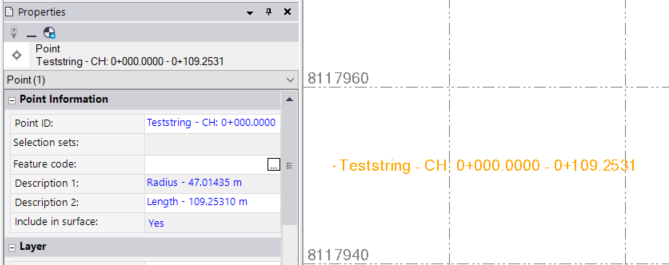 Properties
Point
Teststring - CH: 0+000.0000 - 0+109.2531
Point (1)
Point Information
Point ID: Teststring - CH: 0+000.0000
Selection sets:
Feature code: ...
Description 1: Radius - 47.01435 m
Description 2: Length - 109.25310 m
Include in surface: Yes
Layer
8117960
Teststring - CH: 0+000.0000 - 0+109.2531
8117940